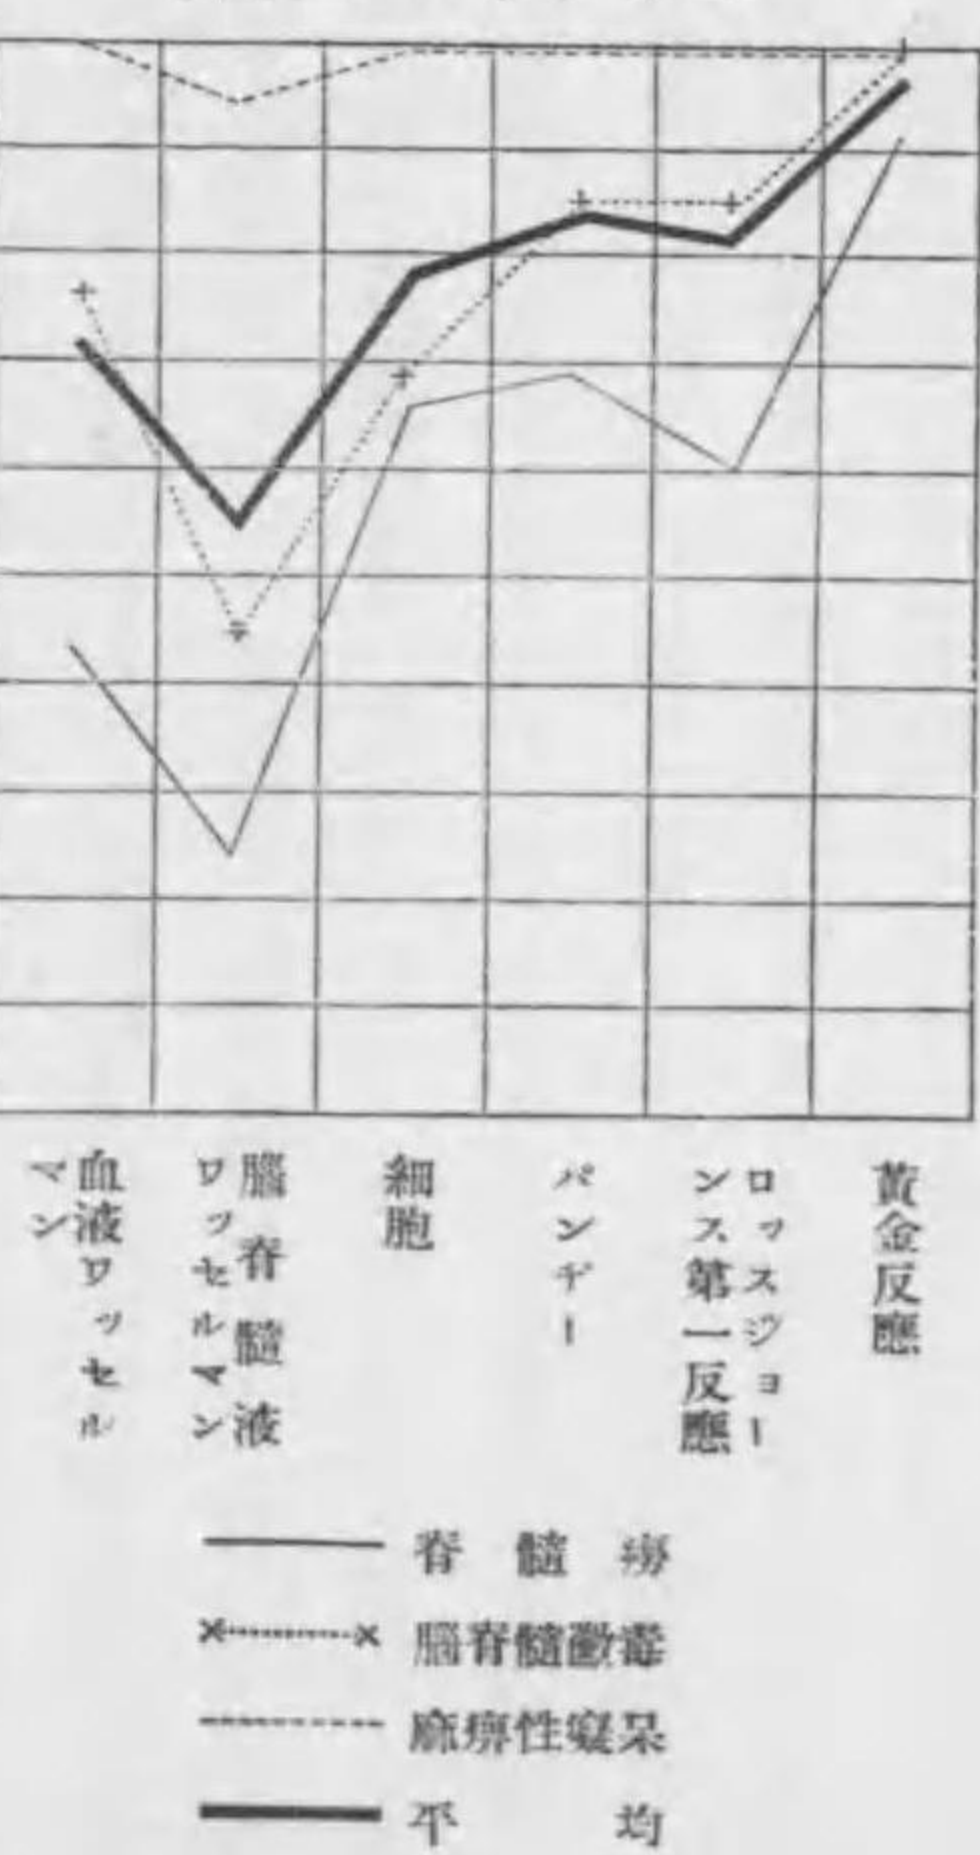 血液ワッセル
マン
腦脊髓液
ワッセルマン
細胞
パンヂー
ロッスジョー
ンス第一反應
黃金反應
脊髓癆
腦脊髓黴毒
麻痹性癡呆
平均